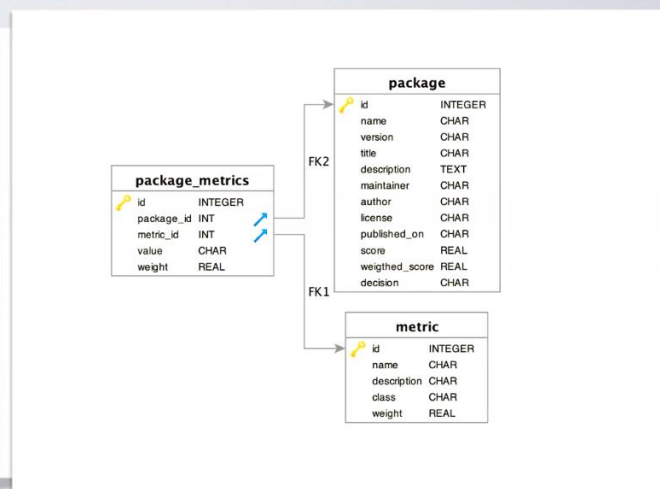 package_metrics
id INTEGER
package_id INT
metric_id INT
value CHAR
weight REAL
FK2
FK1
package
id INTEGER
name CHAR
version CHAR
title CHAR
description TEXT
maintainer CHAR
author CHAR
license CHAR
published_on CHAR
score REAL
weigthed_score REAL
decision CHAR
metric
id INTEGER
name CHAR
description CHAR
class CHAR
weight REAL